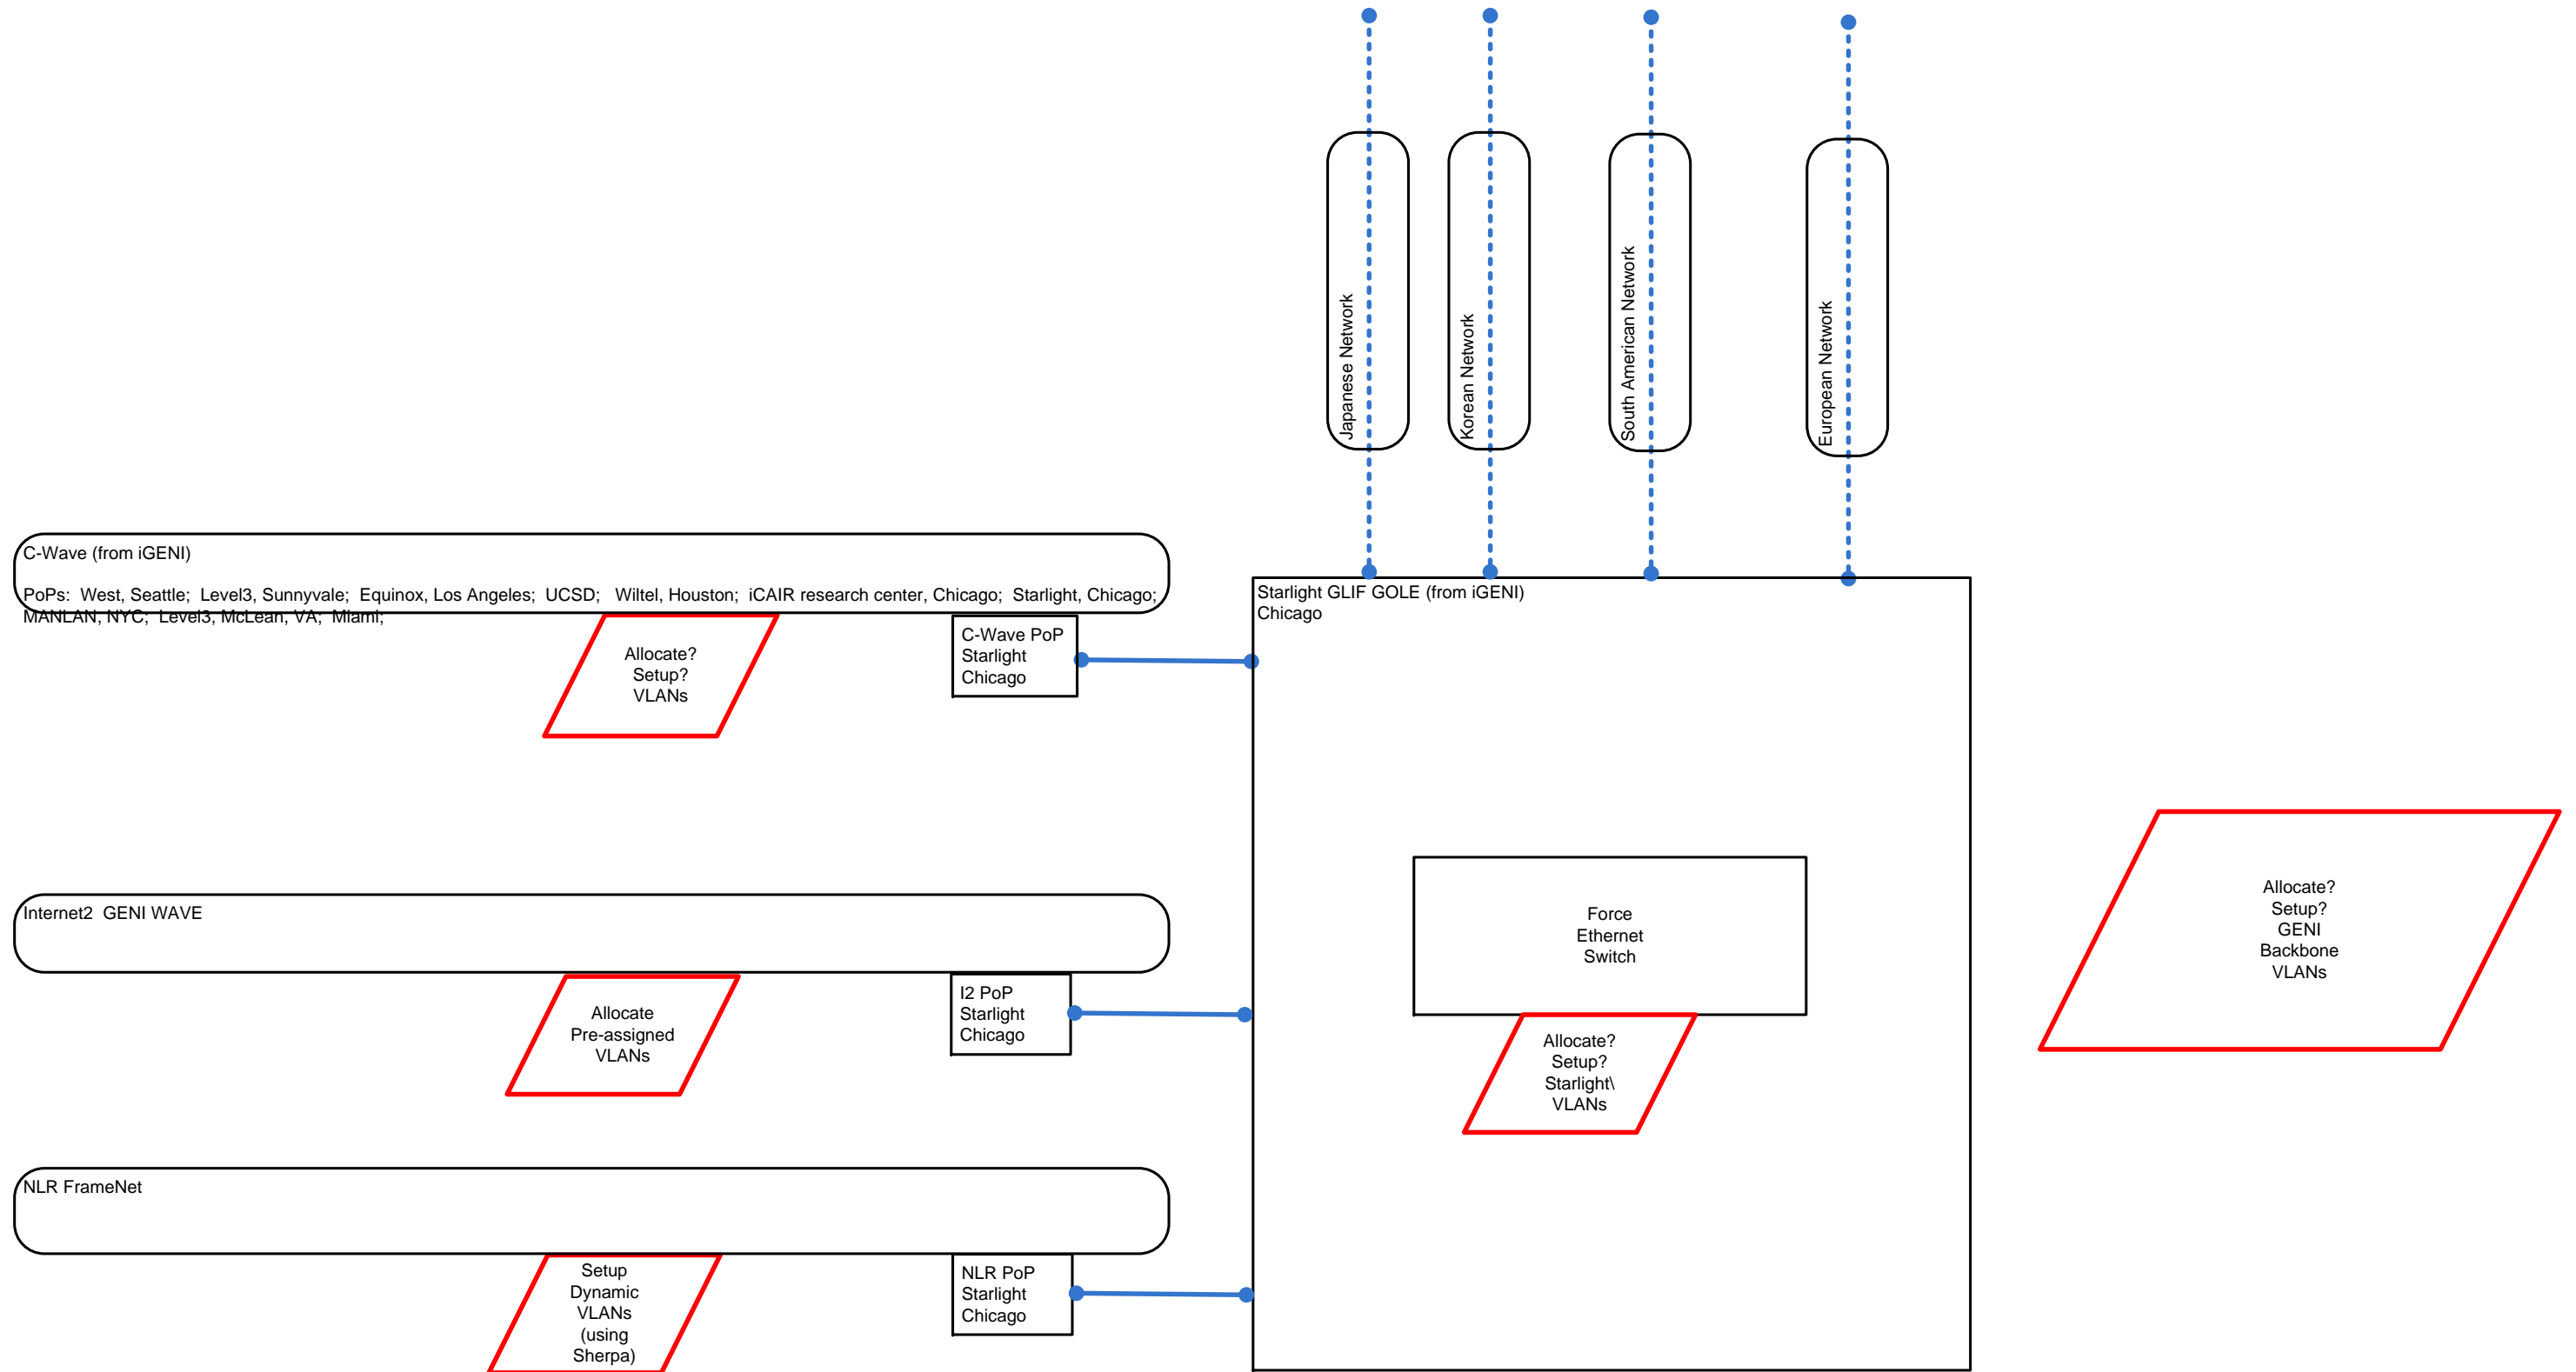 Japanese Network
Korean Network
South American Network
European Network
C-Wave (from iGENI)
PoPs:  West, Seattle;  Level3, Sunnyvale;  Equinox, Los Angeles;  UCSD;   Wiltel, Houston;  iCAIR research center, Chicago;  Starlight, Chicago;
MANLAN, NYC;  Level3, McLean, VA;  Miami;
Allocate?
Setup?
VLANs
C-Wave PoP
Starlight
Chicago
Starlight GLIF GOLE (from iGENI)
Chicago
Internet2  GENI WAVE
Allocate
Pre-assigned
VLANs
I2 PoP
Starlight
Chicago
Force
Ethernet
Switch
Allocate?
Setup?
Starlight\
VLANs
Allocate?
Setup?
GENI
Backbone
VLANs
NLR FrameNet
Setup
Dynamic
VLANs
(using
Sherpa)
NLR PoP
Starlight
Chicago